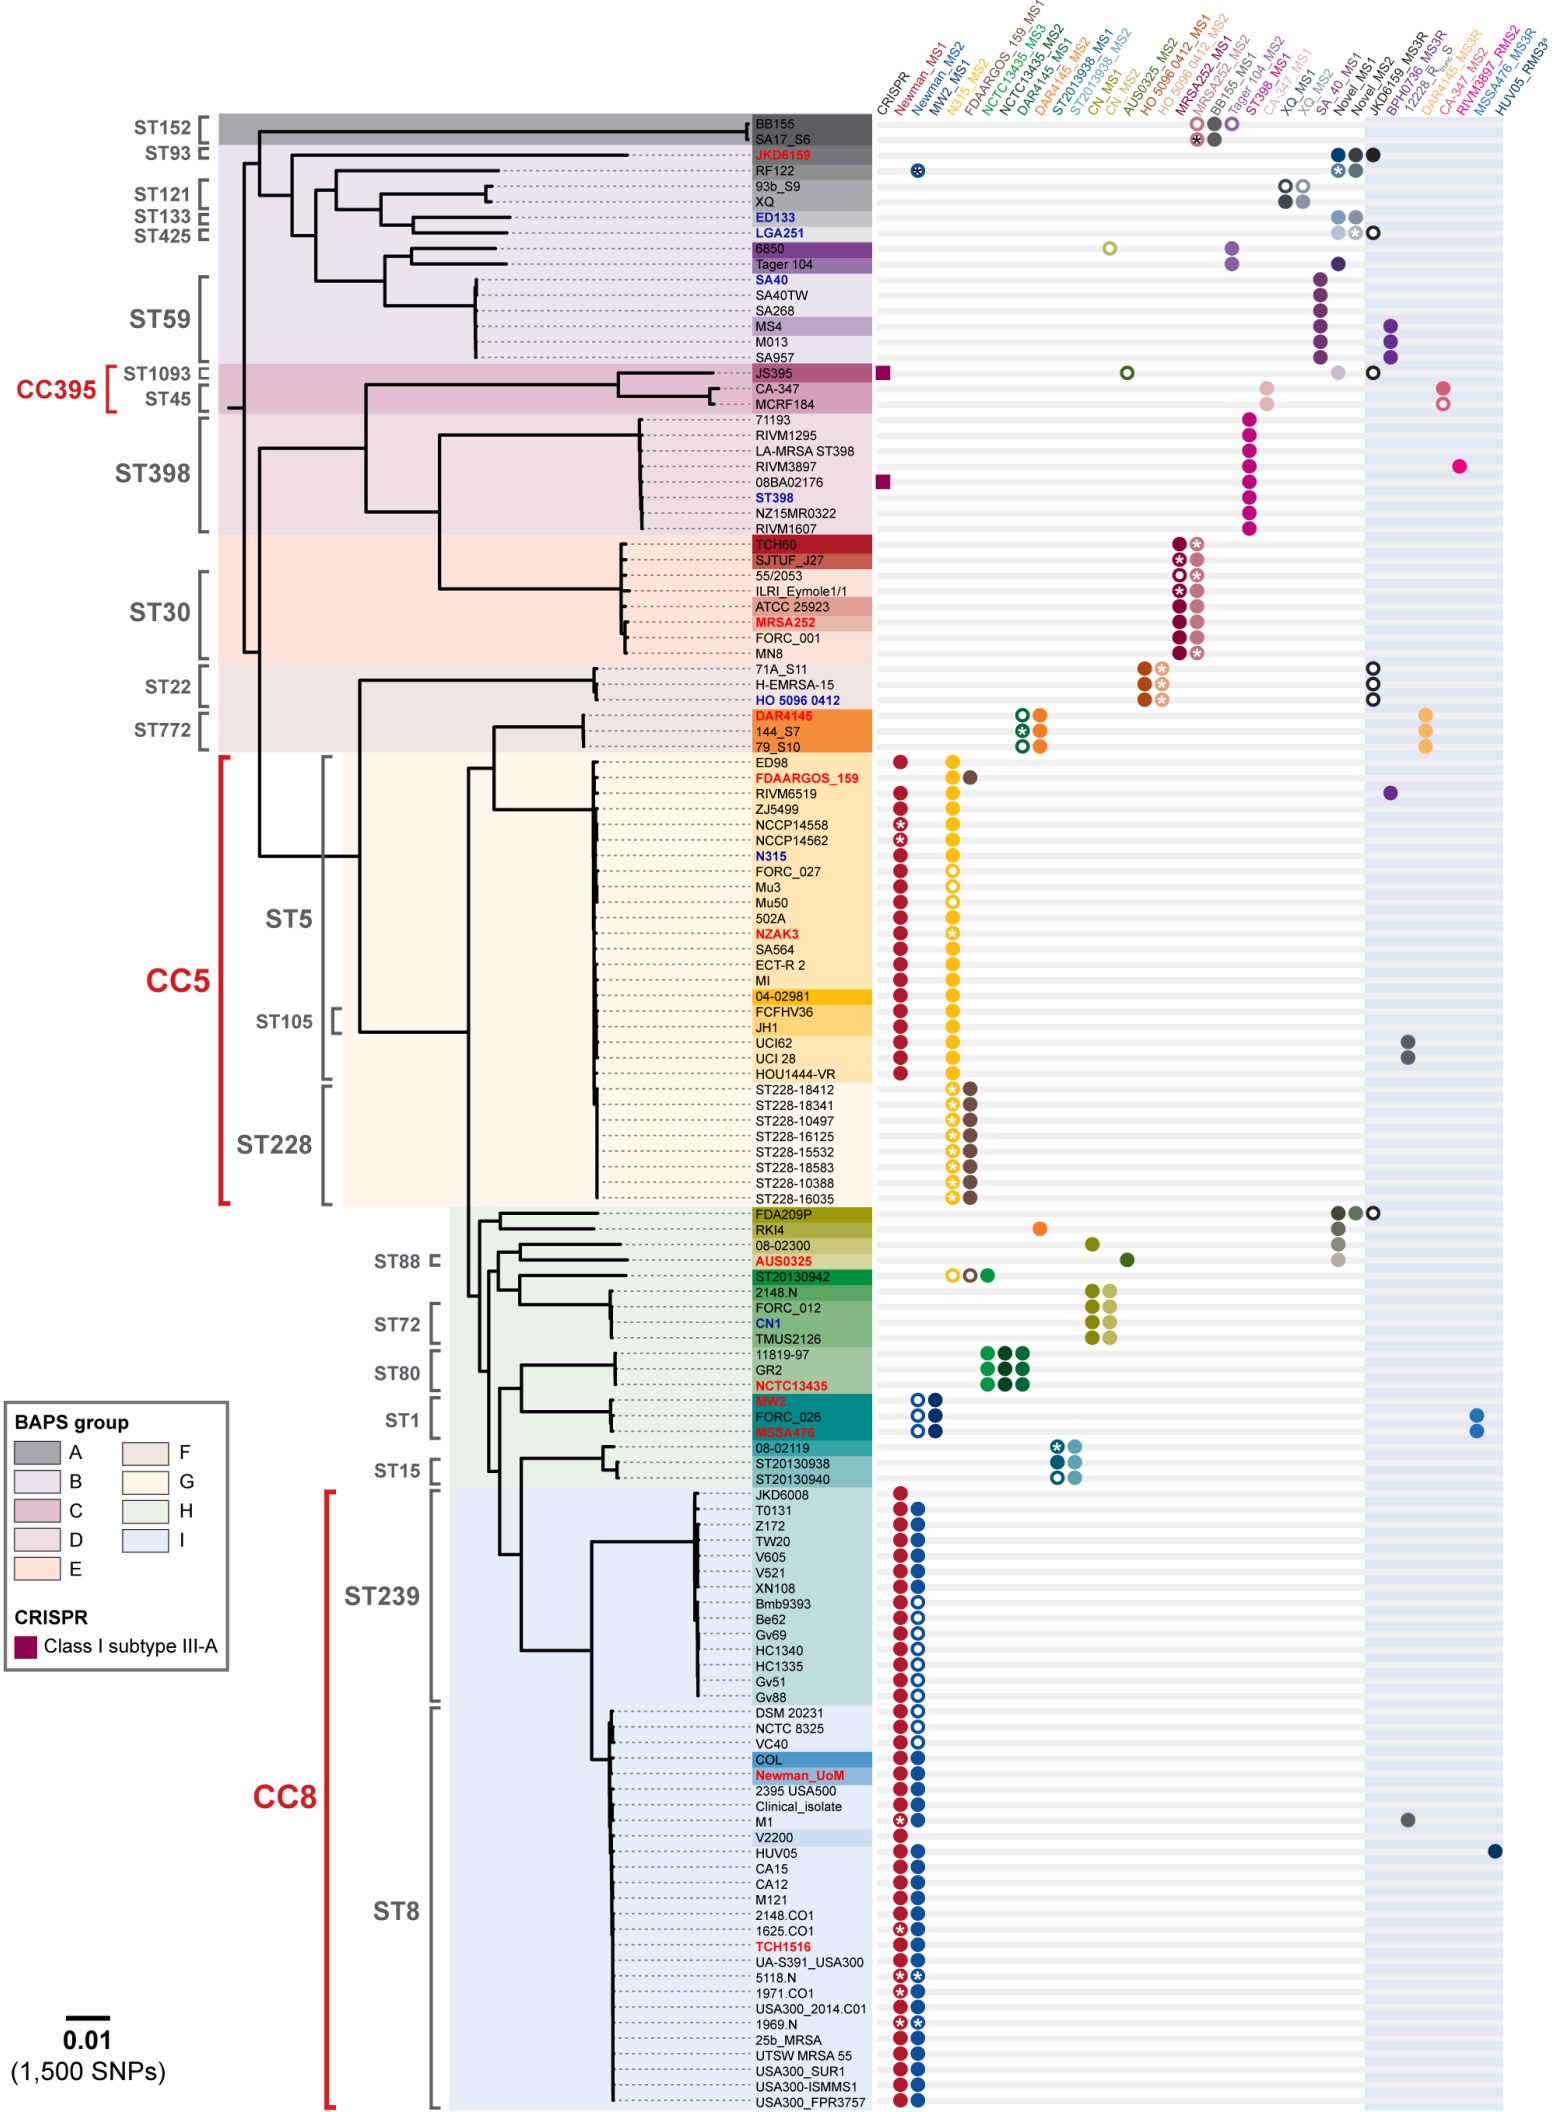 CRISPR
Newman_MS1
Newman_MS2
MW2_MS1
N315_MS2
FDAARGOS_159_MS1
NCTC13435_MS3
NCTC13435_MS2
DAR4145_MS1
DAR4145_MS2
ST2013938_MS1
ST2013938_MS2
CN_MS1
CN_MS2
AUS0325_MS2
HO 5096 0412_MS1
HO 5096 0412_MS2
MRSA252_MS1
MRSA252_MS2
BB155_MS1
Tager 104_MS2
ST398_MS1
CA-347_MS1
XQ_MS1
XQ_MS2
SA_40_MS1
Novel_MS1
Novel_MS2
JKD6159_MS3R
BPH0736_MS3R
DAR4145_MS3R
CA-347_MS2
RIVM3897_RMS2
MSSA476_MS3R
HUV05_RMS3ᵃ
ST152
BB155
SA17_S6
ST93
JKD6159
RF122
ST121
93b_S9
XQ
ST133
ED133
ST425
LGA251
6850
Tager 104
ST59
SA40
SA40TW
SA268
MS4
M013
SA957
CC395
ST1093
JS395
ST45
CA-347
MCRF184
ST398
71193
RIVM1295
LA-MRSA ST398
RIVM3897
08BA02176
ST398
NZ15MR0322
RIVM1607
TCH60
SJTUF_J27
ST30
55/2053
ILRI_Eymole1/1
ATCC 25923
MRSA252
FORC_001
MN8
ST22
71A_S11
H-EMRSA-15
HO 5096 0412
ST772
DAR4145
144_S7
79_S10
CC5
ST5
ED98
FDAARGOS_159
RIVM6519
ZJ5499
NCCP14558
NCCP14562
N315
FORC_027
Mu3
Mu50
502A
NZAK3
SA564
ECT-R 2
MI
04-02981
ST105
FCFHV36
JH1
UCI62
UCI 28
HOU1444-VR
ST228
ST228-18412
ST228-18341
ST228-10497
ST228-16125
ST228-15532
ST228-18583
ST228-10388
ST228-16035
FDA209P
RKI4
08-02300
ST88
AUS0325
ST20130942
2148.N
ST72
FORC_012
CN1
TMUS2126
ST80
11819-97
GR2
NCTC13435
ST1
MW2
FORC_026
MSSA476
08-02119
ST15
ST20130938
ST20130940
CC8
ST239
JKD6008
T0131
Z172
TW20
V605
V521
XN108
Bmb9393
Be62
Gv69
HC1340
HC1335
Gv51
Gv88
ST8
DSM 20231
NCTC 8325
VC40
COL
Newman_UoM
2395 USA500
Clinical_isolate
M1
V2200
HUV05
CA15
CA12
M121
2148.CO1
1625.CO1
TCH1516
UA-S391_USA300
5118.N
1971.CO1
USA300_2014.C01
1969.N
25b_MRSA
UTSW MRSA 55
USA300_SUR1
USA300-ISMMS1
USA300_FPR3757
BAPS group
A
B
C
D
E
F
G
H
I
CRISPR
Class I subtype III-A
0.01
(1,500 SNPs)